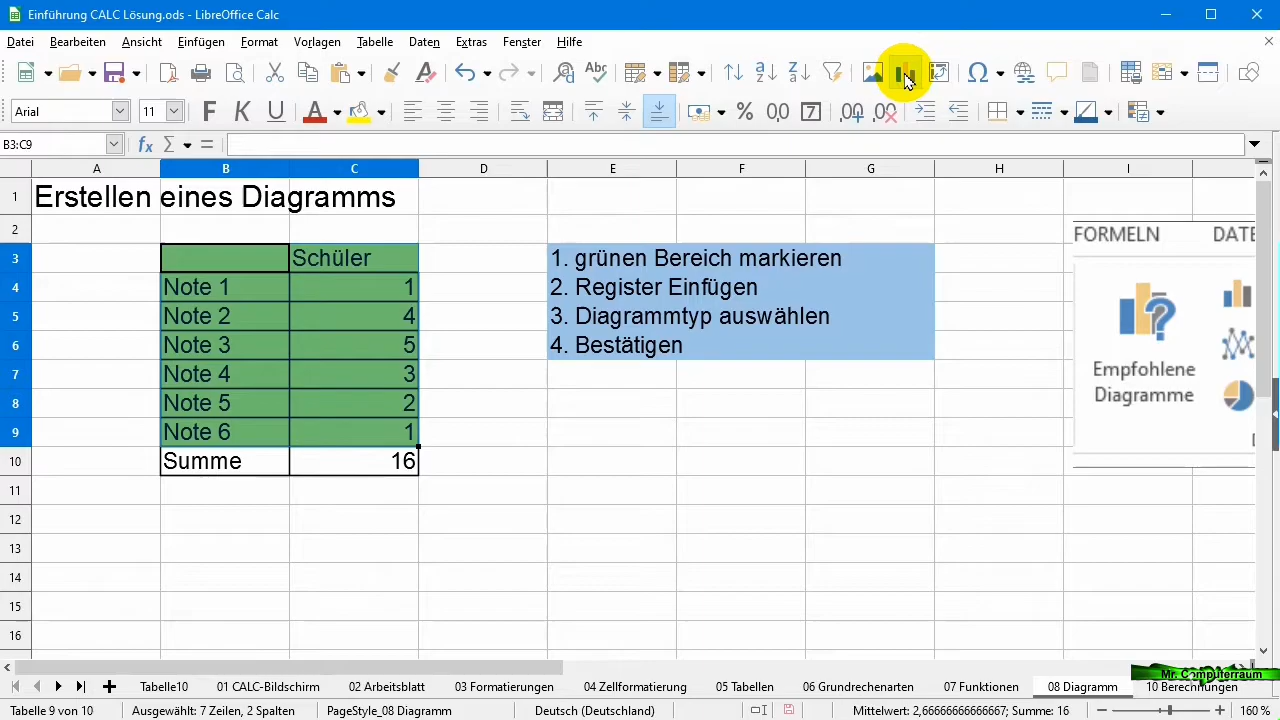 Einführung CALC Lösung.ods - LibreOffice Calc
Datei Bearbeiten Ansicht Einfügen Format Vorlagen Tabelle Daten Extras Fenster Hilfe
Arial 11
B3:C9
A B C D E F G H I
1 Erstellen eines Diagramms
2
3 Schüler 1. grünen Bereich markieren
4 Note 1 1 2. Register Einfügen
5 Note 2 4 3. Diagrammtyp auswählen
6 Note 3 5 4. Bestätigen
7 Note 4 3
8 Note 5 2
9 Note 6 1
10 Summe 16
11
12
13
14
15
16
FORMELN DATE
Empfohlene
Diagramme
Mr. Computerraum
Tabelle10 01 CALC-Bildschirm 02 Arbeitsblatt 03 Formatierungen 04 Zellformatierung 05 Tabellen 06 Grundrechenarten 07 Funktionen 08 Diagramm 10 Berechnungen
Tabelle 9 von 10 Ausgewählt: 7 Zeilen, 2 Spalten PageStyle_08 Diagramm Deutsch (Deutschland) Mittelwert: 2,66666666666667; Summe: 16 160 %